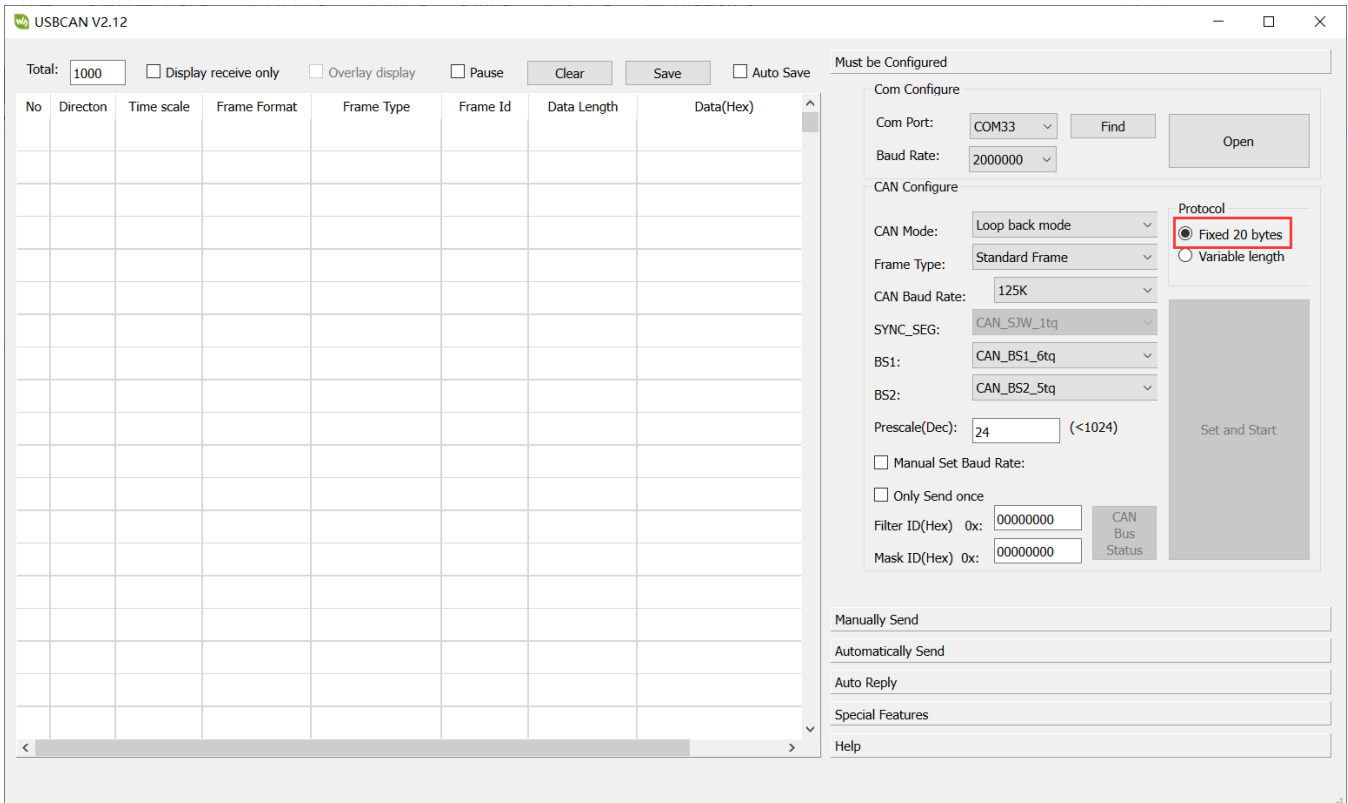 USBCAN V2.12
Total: 1000 Display receive only Overlay display Pause Clear Save Auto Save
No Directon Time scale Frame Format Frame Type Frame Id Data Length Data(Hex)
Must be Configured
Com Configure
Com Port: COM33 Find
Open
Baud Rate: 2000000
CAN Configure
Protocol
CAN Mode: Loop back mode
Fixed 20 bytes
Variable length
Frame Type: Standard Frame
CAN Baud Rate: 125K
SYNC_SEG: CAN_SJW_1tq
BS1: CAN_BS1_6tq
BS2: CAN_BS2_5tq
Prescale(Dec): 24 (<1024)
Set and Start
Manual Set Baud Rate:
Only Send once
Filter ID(Hex) 0x: 00000000
CAN
Bus
Status
Mask ID(Hex) 0x: 00000000
Manually Send
Automatically Send
Auto Reply
Special Features
Help